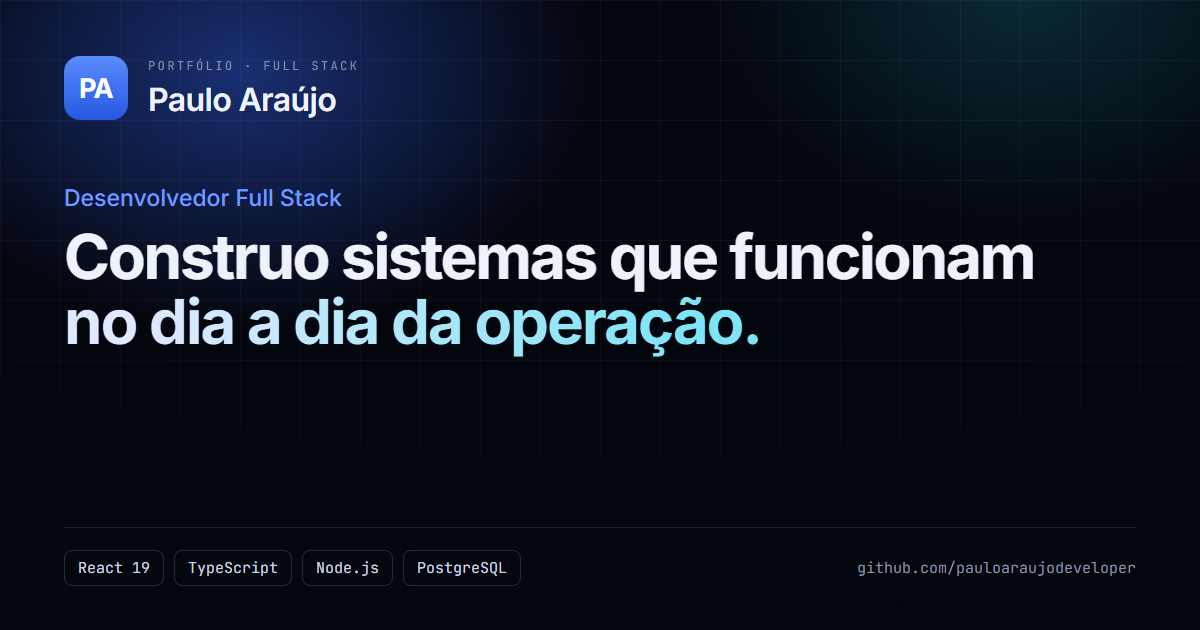 PA
PORTFÓLIO · FULL STACK
Paulo Araújo
Desenvolvedor Full Stack
Construo sistemas que funcionam
no dia a dia da operação.
React 19
TypeScript
Node.js
PostgreSQL
github.com/pauloaraujodeveloper